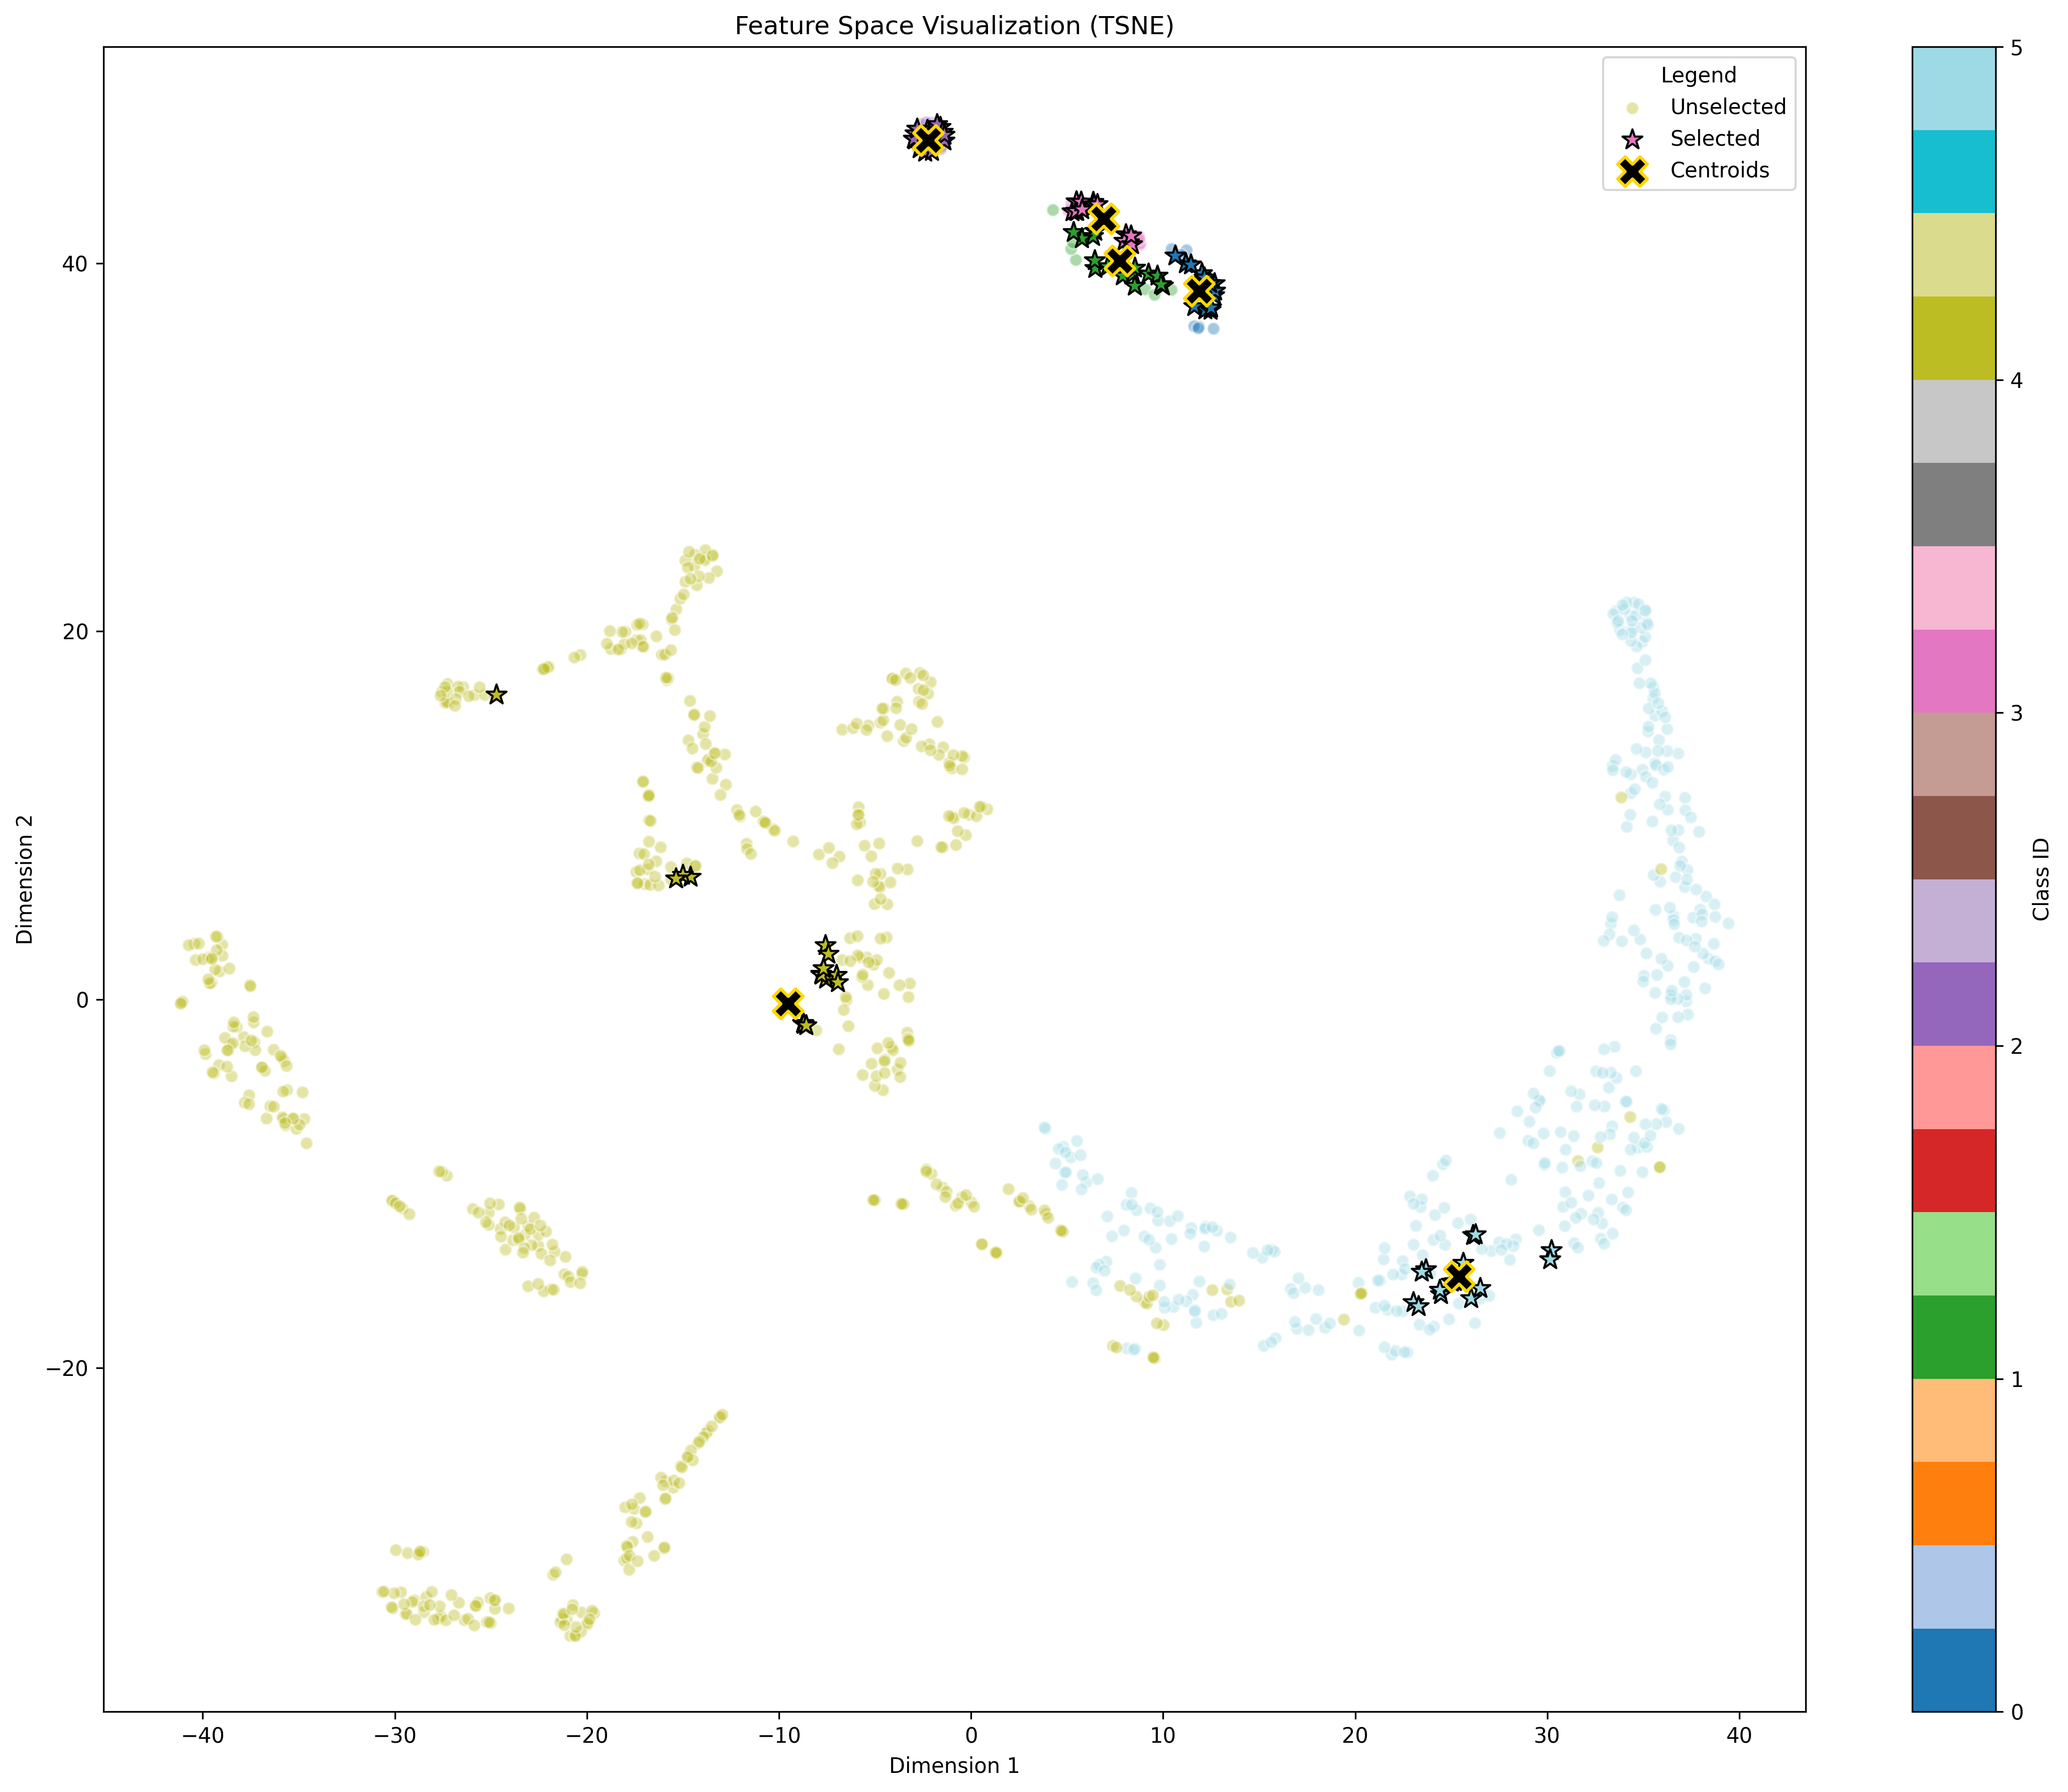 Feature Space Visualization (TSNE)
Legend
Unselected
Selected
Centroids
Dimension 2
40
20
0
−20
−40
−30
−20
−10
0
10
20
30
40
Dimension 1
5
4
3
2
1
0
Class ID